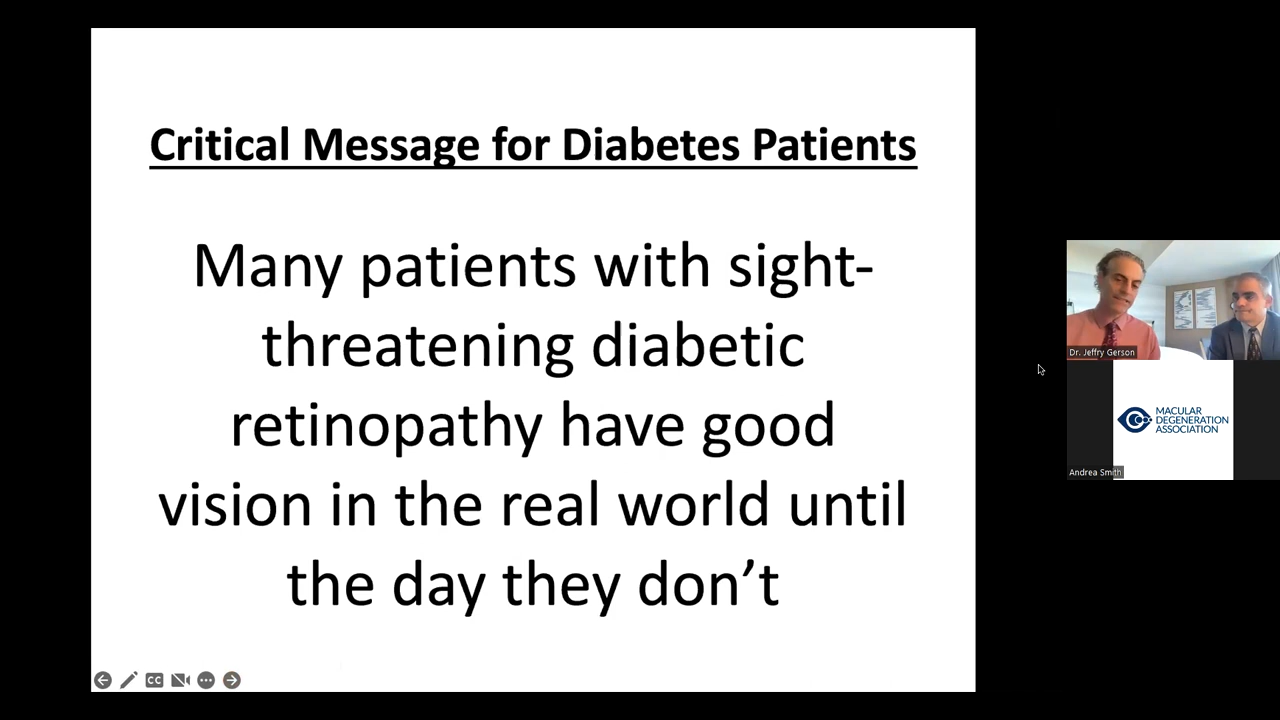 Critical Message for Diabetes Patients
Many patients with sight-
threatening diabetic
retinopathy have good
vision in the real world until
the day they don’t
Dr. Jeffry Gerson
MACULAR
DEGENERATION
ASSOCIATION
Andrea Smith
CC